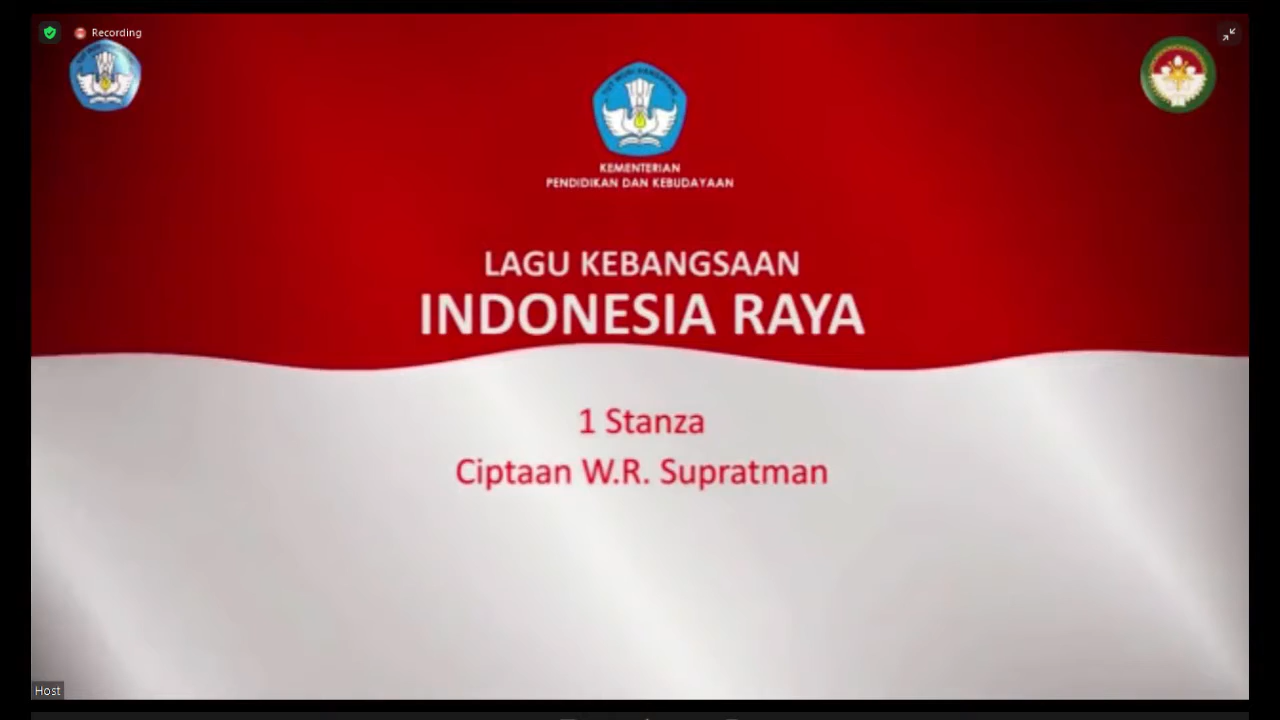 Recording
KEMENTERIAN
PENDIDIKAN DAN KEBUDAYAAN
LAGU KEBANGSAAN
INDONESIA RAYA
1 Stanza
Ciptaan W.R. Supratman
Host